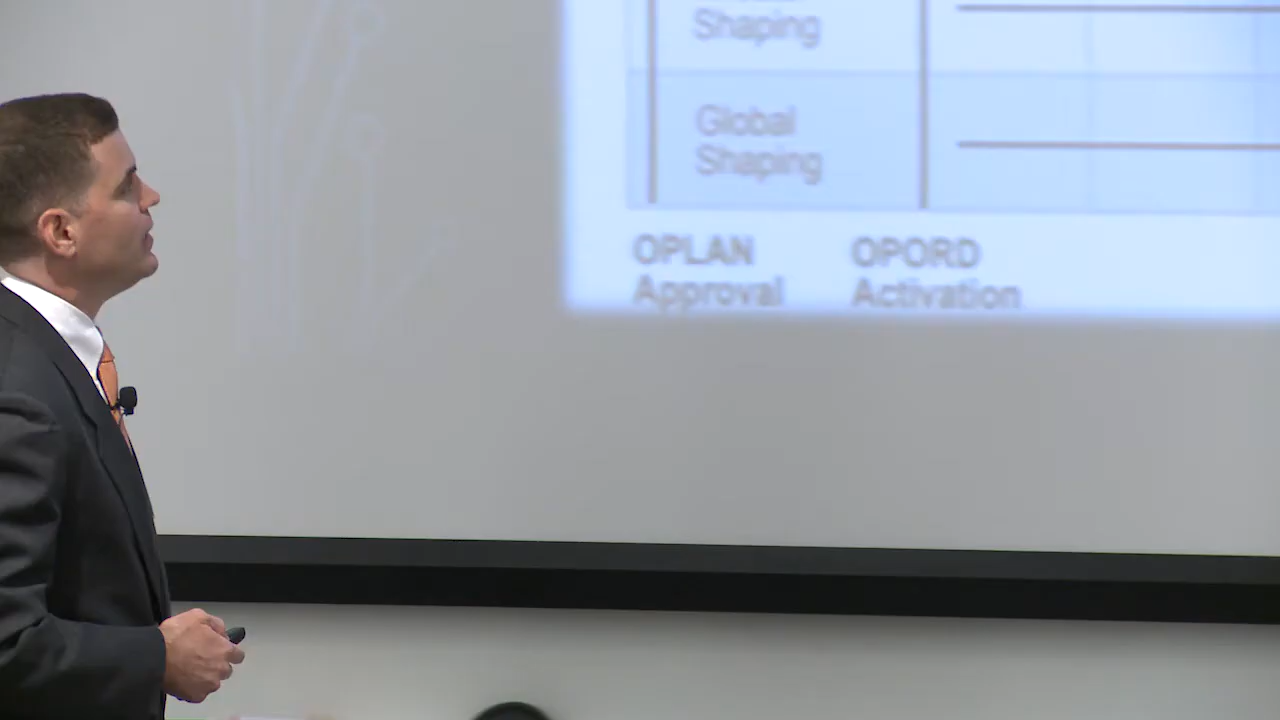 Shaping
Global
Shaping
OPLAN
Approval
OPORD
Activation